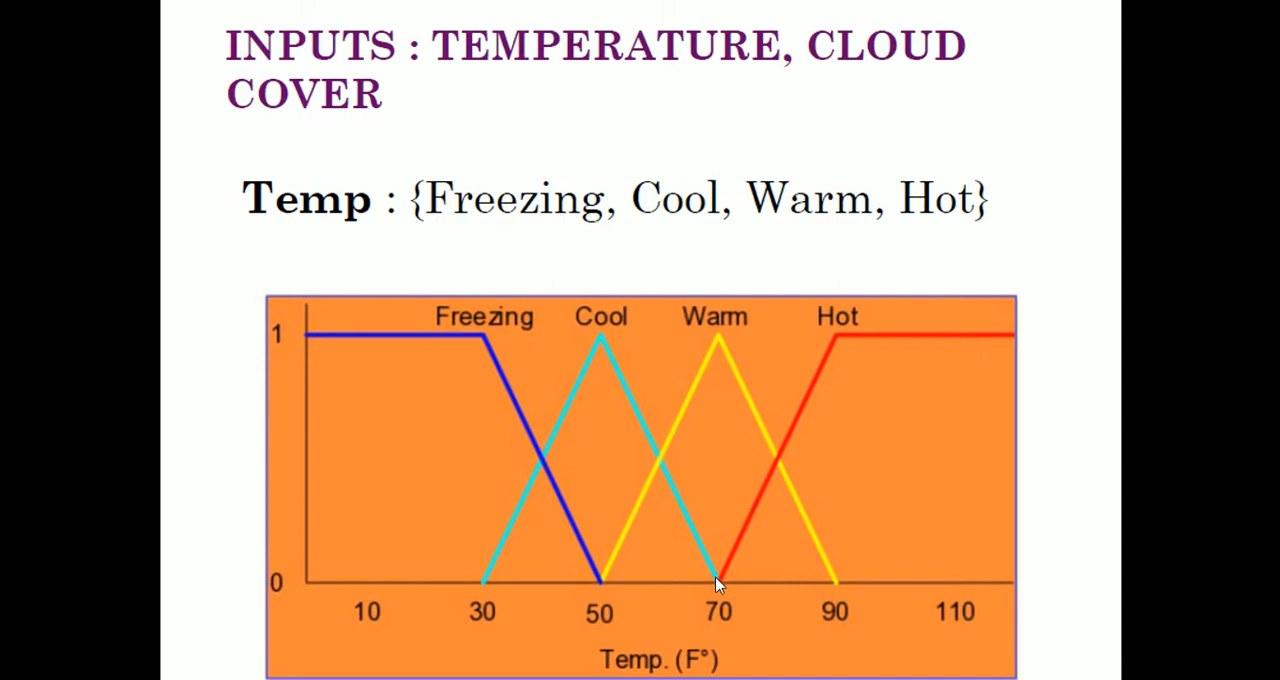 INPUTS : TEMPERATURE, CLOUD
COVER
Temp : {Freezing, Cool, Warm, Hot}
Freezing Cool Warm Hot
1
0
10 30 50 70 90 110
Temp. (F°)